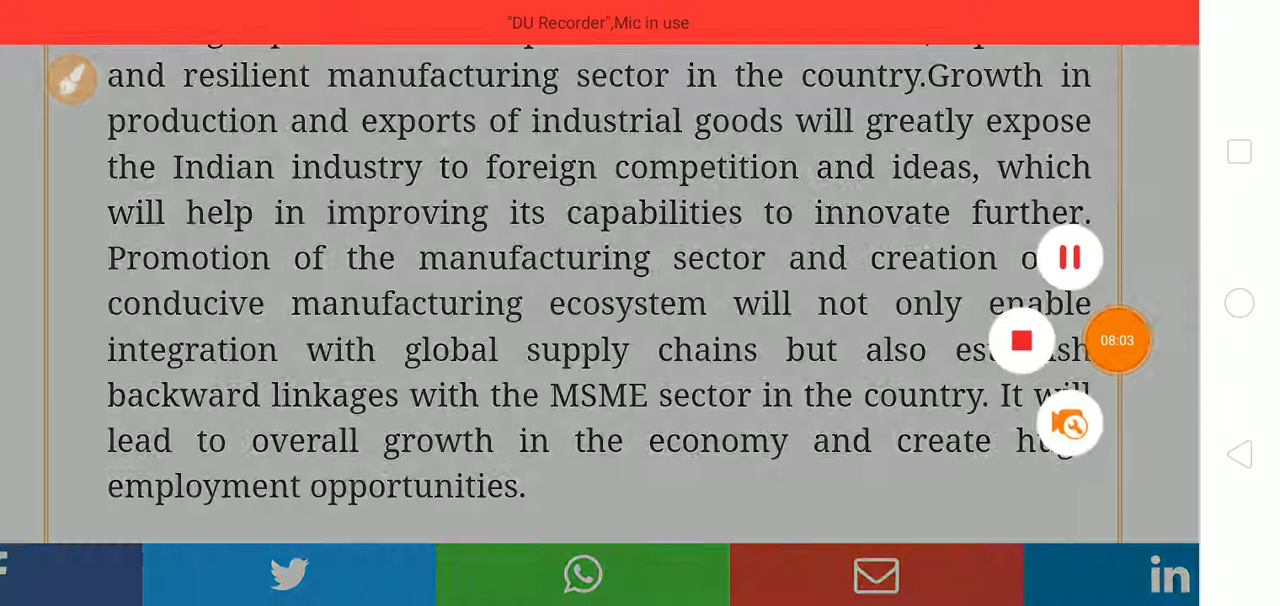 "DU Recorder",Mic in use
and resilient manufacturing sector in the country.Growth in
production and exports of industrial goods will greatly expose
the Indian industry to foreign competition and ideas, which
will help in improving its capabilities to innovate further.
Promotion of the manufacturing sector and creation
conducive manufacturing ecosystem will not only enable
integration with global supply chains but also
backward linkages with the MSME sector in the country. It will
lead to overall growth in the economy and create
employment opportunities.
08:03
in